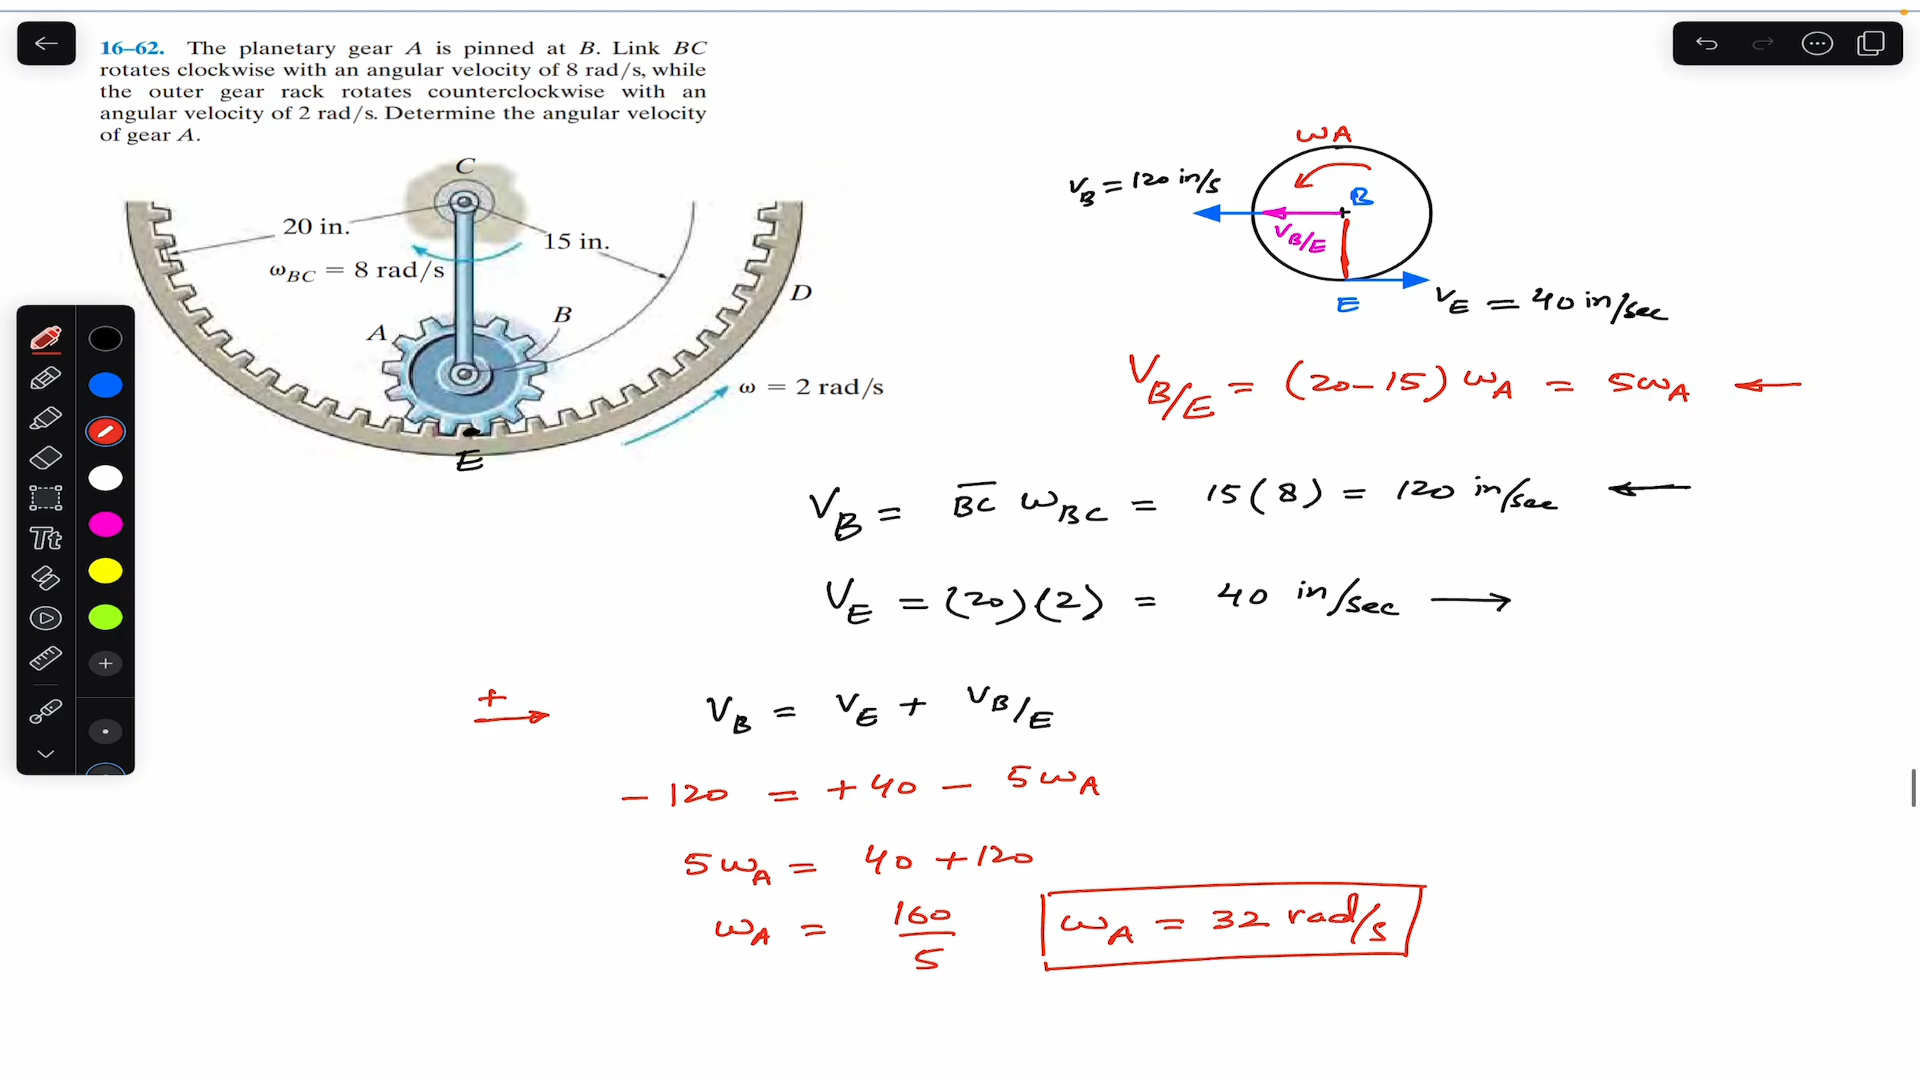 16–62. The planetary gear A is pinned at B. Link BC
rotates clockwise with an angular velocity of 8 rad/s, while
the outer gear rack rotates counterclockwise with an
angular velocity of 2 rad/s. Determine the angular velocity
of gear A.
C
20 in.
15 in.
ωBC = 8 rad/s
D
B
A
ω = 2 rad/s
E
ωA
VB = 120 in/s
B
VB/E
E
VE = 40 in/sec
VB/E = (20-15) ωA = 5ωA ←
VB = BC ωBC = 15(8) = 120 in/sec ←
VE = (20)(2) = 40 in/sec →
+→
VB = VE + VB/E
-120 = +40 - 5ωA
5ωA = 40 + 120
ωA = 160/5
ωA = 32 rad/s
Tt